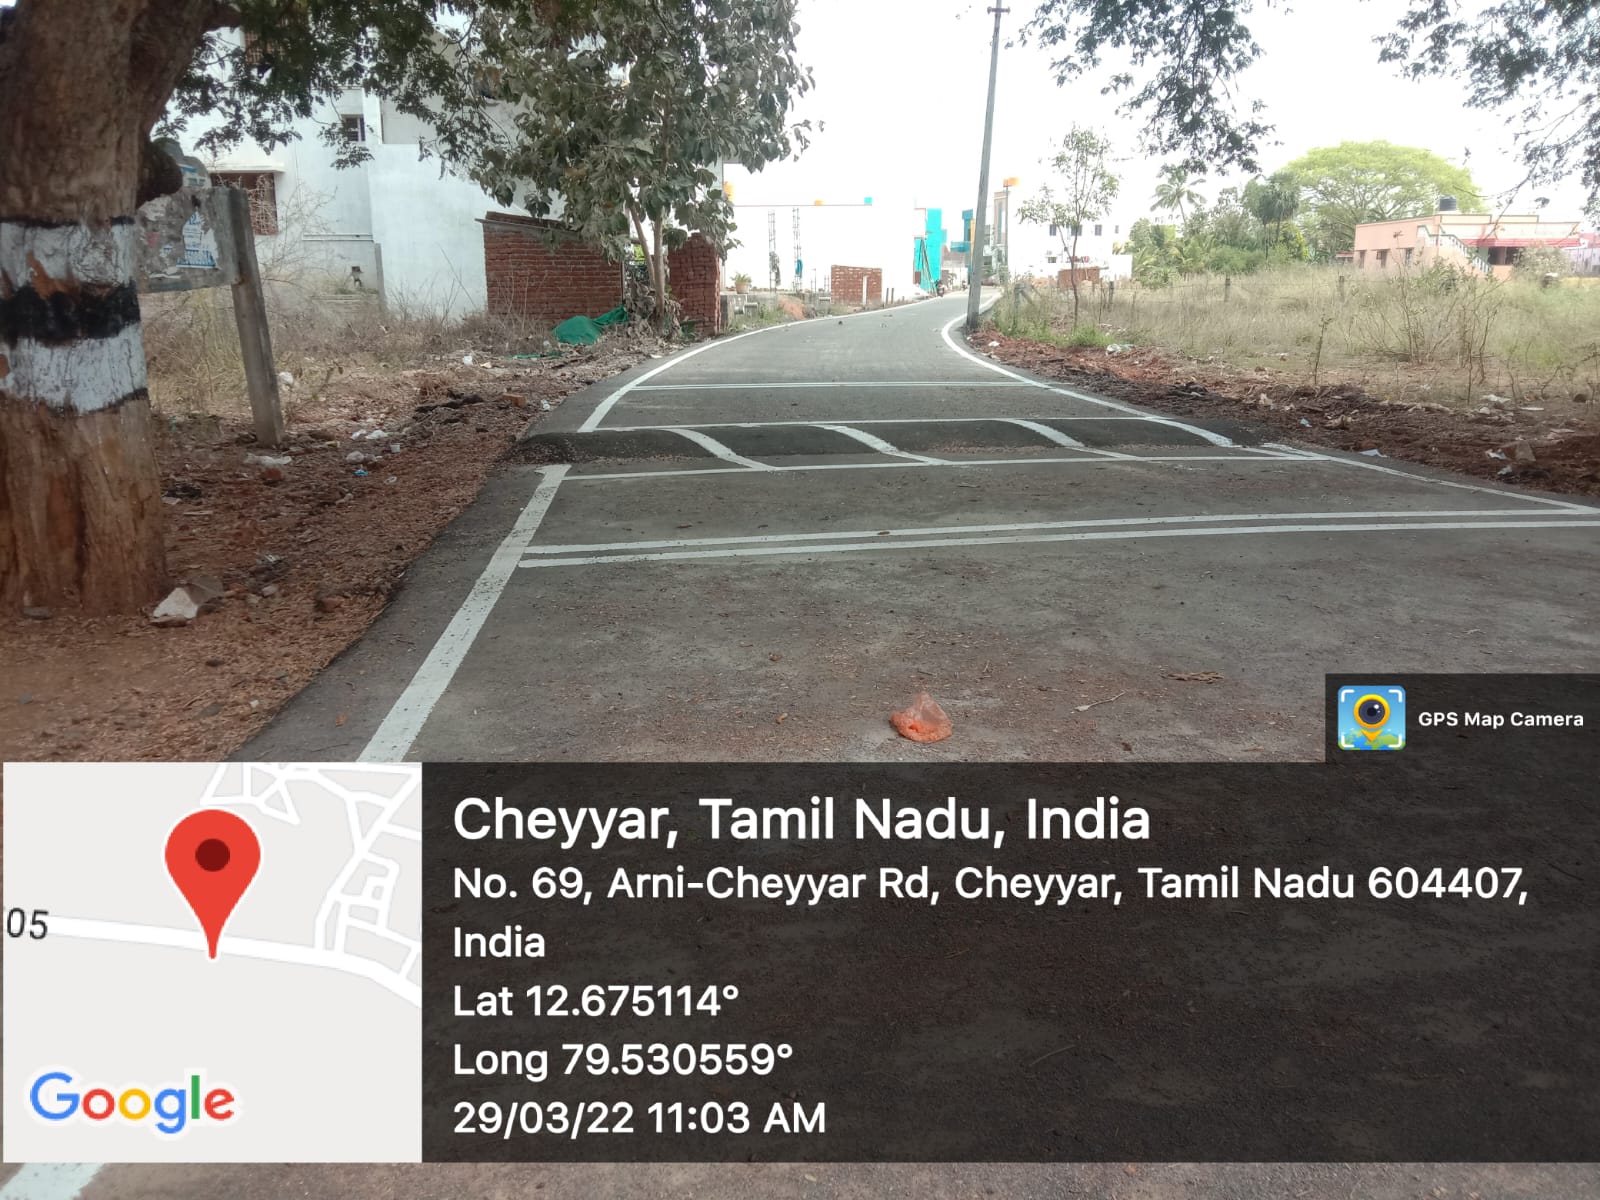 GPS Map Camera
Cheyyar, Tamil Nadu, India
No. 69, Arni-Cheyyar Rd, Cheyyar, Tamil Nadu 604407,
India
Lat 12.675114°
Long 79.530559°
29/03/22 11:03 AM
05
Google